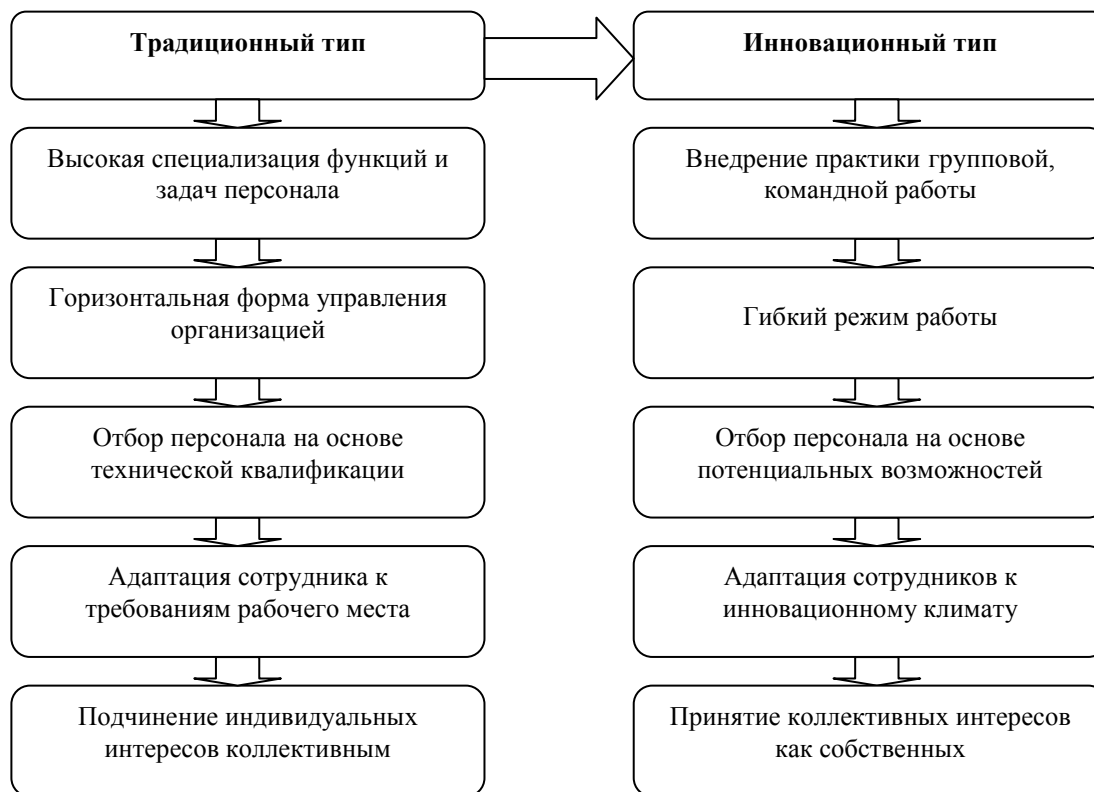 Традиционный тип
Инновационный тип
Высокая специализация функций и
задач персонала
Внедрение практики групповой,
командной работы
Горизонтальная форма управления
организацией
Гибкий режим работы
Отбор персонала на основе
технической квалификации
Отбор персонала на основе
потенциальных возможностей
Адаптация сотрудника к
требованиям рабочего места
Адаптация сотрудников к
инновационному климату
Подчинение индивидуальных
интересов коллективным
Принятие коллективных интересов
как собственных